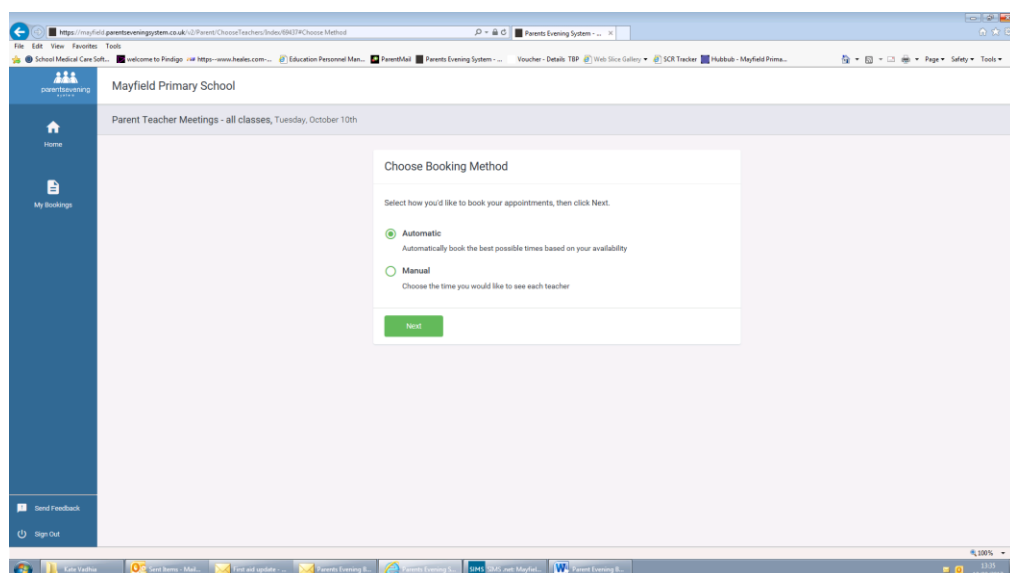 https://mayfield.parentseveningsystem.co.uk/v2/Parent/ChooseTeachers/Index/69437#Choose Method
Parents Evening System - ...
File Edit View Favorites Tools
School Medical Care Soft... welcome to Pindigo https--www.heales.com-... Education Personnel Man... ParentMail Parents Evening System - ... Voucher - Details TBP Web Slice Gallery SCR Tracker Hubbub - Mayfield Prima... Page Safety Tools
parentsevening
system
Mayfield Primary School
Parent Teacher Meetings - all classes, Tuesday, October 10th
Home
My Bookings
Choose Booking Method
Select how you'd like to book your appointments, then click Next.
Automatic
Automatically book the best possible times based on your availability
Manual
Choose the time you would like to see each teacher
Next
Send Feedback
Sign Out
100%
Kate Vadhia Sent Items - Mail... First aid update - ... Parents Evening B... Parents Evening S... SIMS SIMS .net: Mayfiel... Parent Evening B... 13:35